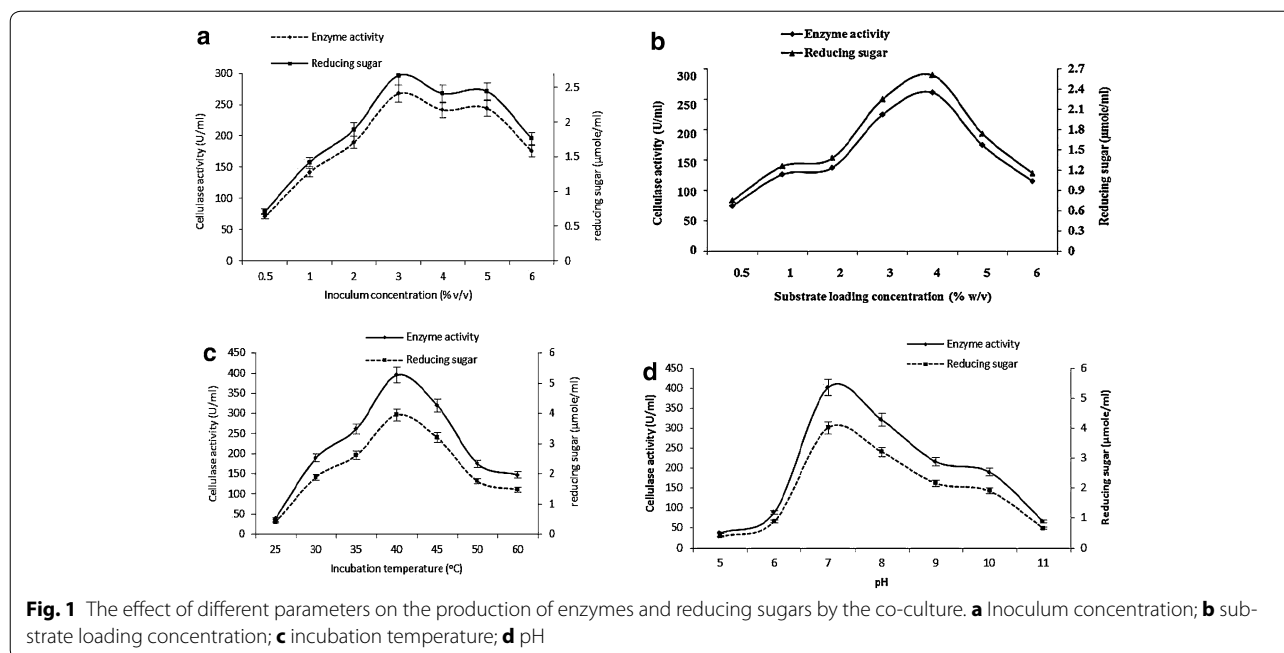 a
Enzyme activity
Reducing sugar
300
250
200
150
100
50
0
Cellulase activity (U/ml)
2.5
2
1.5
1
0.5
0
reducing sugar (µmole/ml)
0.5 1 2 3 4 5 6
Inoculum concentration (% v/v)
b
Enzyme activity
Reducing sugar
300
250
200
150
100
50
0
Cellulase activity (U/ml)
2.7
2.4
2.1
1.8
1.5
1.2
0.9
0.6
0.3
0
Reducing sugar (µmole/ml)
0.5 1 2 3 4 5 6
Substrate loading concentration (% w/v)
c
Enzyme activity
Reducing sugar
450
400
350
300
250
200
150
100
50
0
Cellulase activity (U/ml)
6
5
4
3
2
1
0
reducing sugar (µmole/ml)
25 30 35 40 45 50 60
Incubation temperature (°C)
d
Enzyme activity
Reducing sugar
450
400
350
300
250
200
150
100
50
0
Cellulase activity (U/ml)
6
5
4
3
2
1
0
Reducing sugar (µmole/ml)
5 6 7 8 9 10 11
pH
Fig. 1 The effect of different parameters on the production of enzymes and reducing sugars by the co-culture. a Inoculum concentration; b sub-
strate loading concentration; c incubation temperature; d pH